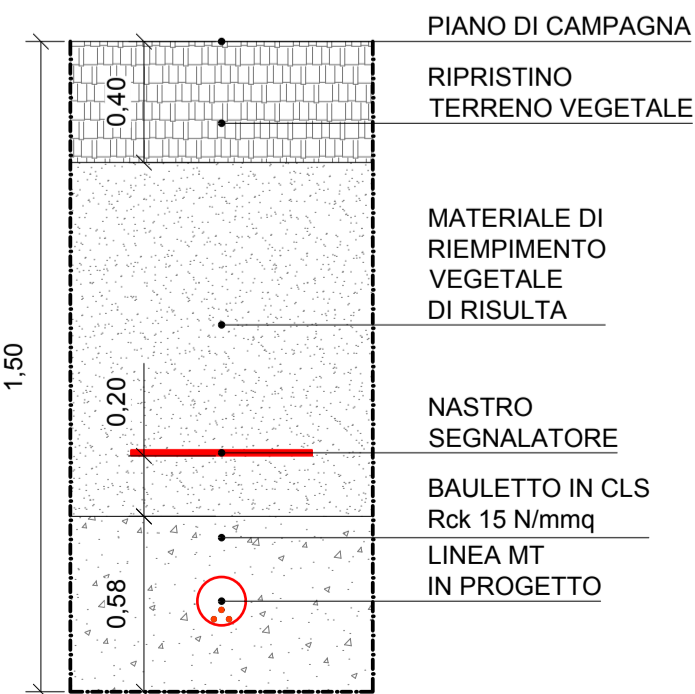 PIANO DI CAMPAGNA
RIPRISTINO
TERRENO VEGETALE
0,40
MATERIALE DI
RIEMPIMENTO
VEGETALE
DI RISULTA
1,50
0,20
NASTRO
SEGNALATORE
BAULETTO IN CLS
Rck 15 N/mmq
LINEA MT
IN PROGETTO
0,58